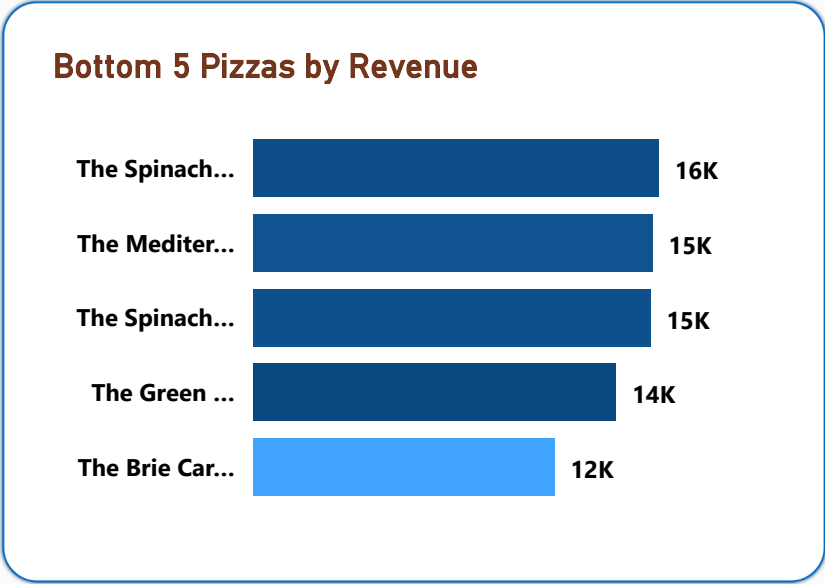 Bottom 5 Pizzas by Revenue
The Spinach... 16K
The Mediter... 15K
The Spinach... 15K
The Green ... 14K
The Brie Car... 12K